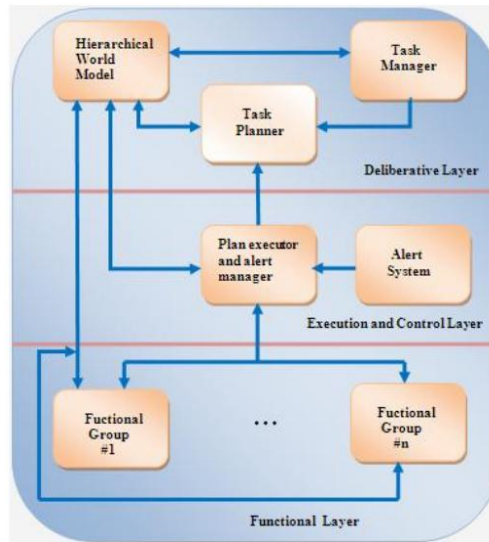 Hierarchical
World
Model
Task
Manager
Task
Planner
Deliberative Layer
Plan executor
and alert
manager
Alert
System
Execution and Control Layer
Fuctional
Group
#1
...
Fuctional
Group
#n
Functional Layer